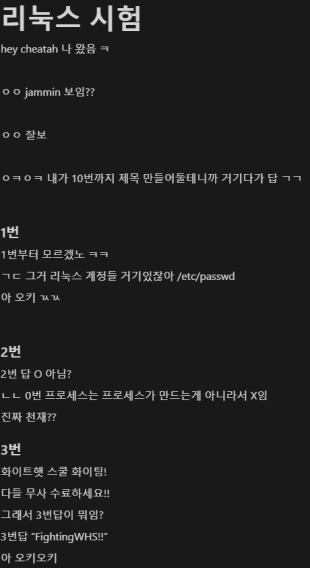 리눅스 시험
hey cheatah 나 왔음 ㅋ
ㅇㅇ jammin 보임??
ㅇㅇ 잘보
ㅇㅋㅇㅋ 내가 10번까지 제목 만들어둘테니까 거기다가 답 ㄱㄱ
1번
1번부터 모르겠노 ㅋㅋ
ㄱㄷ 그거 리눅스 계정들 거기있잖아 /etc/passwd
아 오키 ㄳㄳ
2번
2번 답 O 아님?
ㄴㄴ 0번 프로세스는 프로세스가 만드는게 아니라서 X임
진짜 천재??
3번
화이트햇 스쿨 화이팅!
다들 무사 수료하세요!!
그래서 3번답이 뭐임?
3번답 “FightingWHS!!”
아 오키오키